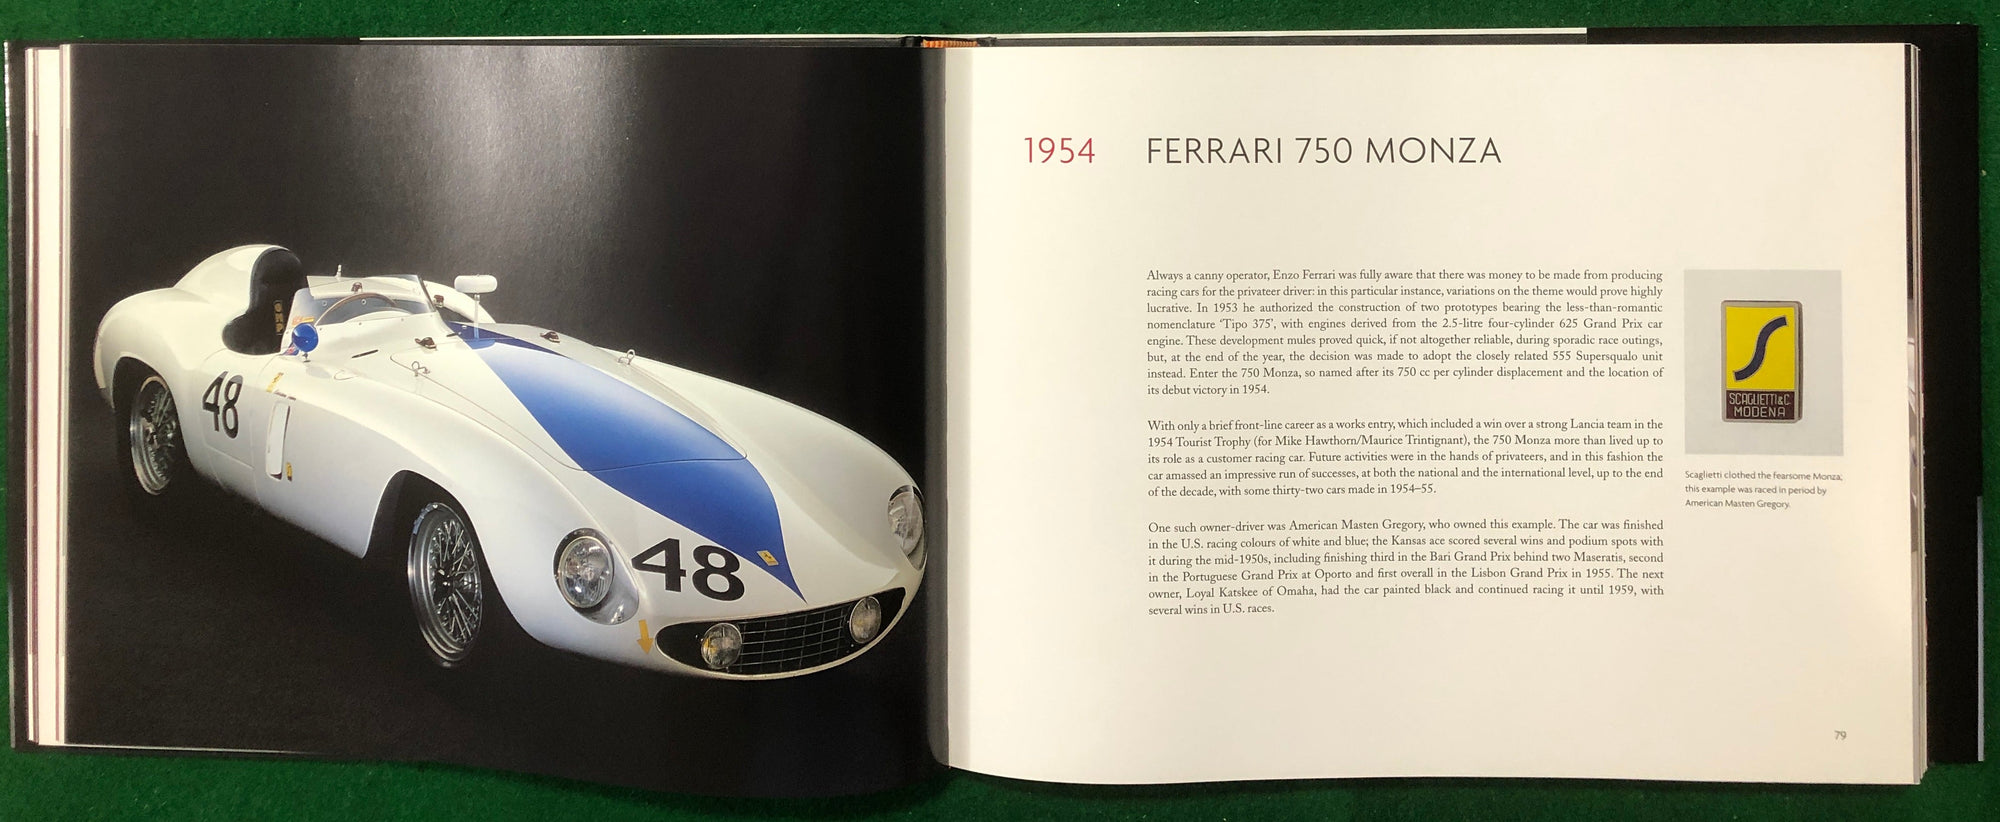 48
48
1954 FERRARI 750 MONZA
Always a canny operator, Enzo Ferrari was fully aware that there was money to be made from producing
racing cars for the privateer driver: in this particular instance, variations on the theme would prove highly
lucrative. In 1953 he authorized the construction of two prototypes bearing the less-than-romantic
nomenclature ‘Tipo 375’, with engines derived from the 2.5-litre four-cylinder 625 Grand Prix car
engine. These development mules proved quick, if not altogether reliable, during sporadic race outings,
but, at the end of the year, the decision was made to adopt the closely related 555 Supersqualo unit
instead. Enter the 750 Monza, so named after its 750 cc per cylinder displacement and the location of
its debut victory in 1954.
With only a brief front-line career as a works entry, which included a win over a strong Lancia team in the
1954 Tourist Trophy (for Mike Hawthorn/Maurice Trintignant), the 750 Monza more than lived up to
its role as a customer racing car. Future activities were in the hands of privateers, and in this fashion the
car amassed an impressive run of successes, at both the national and the international level, up to the end
of the decade, with some thirty-two cars made in 1954–55.
One such owner-driver was American Masten Gregory, who owned this example. The car was finished
in the U.S. racing colours of white and blue; the Kansas ace scored several wins and podium spots with
it during the mid-1950s, including finishing third in the Bari Grand Prix behind two Maseratis, second
in the Portuguese Grand Prix at Oporto and first overall in the Lisbon Grand Prix in 1955. The next
owner, Loyal Katskee of Omaha, had the car painted black and continued racing it until 1959, with
several wins in U.S. races.
SCAGLIETTI & C.
MODENA
Scaglietti clothed the fearsome Monza;
this example was raced in period by
American Masten Gregory.
79